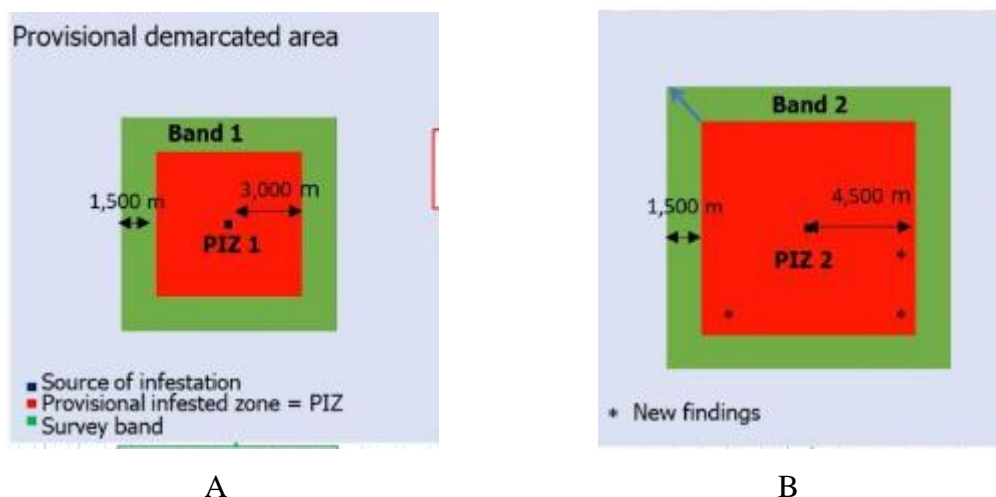 Provisional demarcated area
Band 1
1,500 m
3,000 m
PIZ 1
Source of infestation
Provisional infested zone = PIZ
Survey band
A
Band 2
1,500 m
4,500 m
PIZ 2
New findings
B